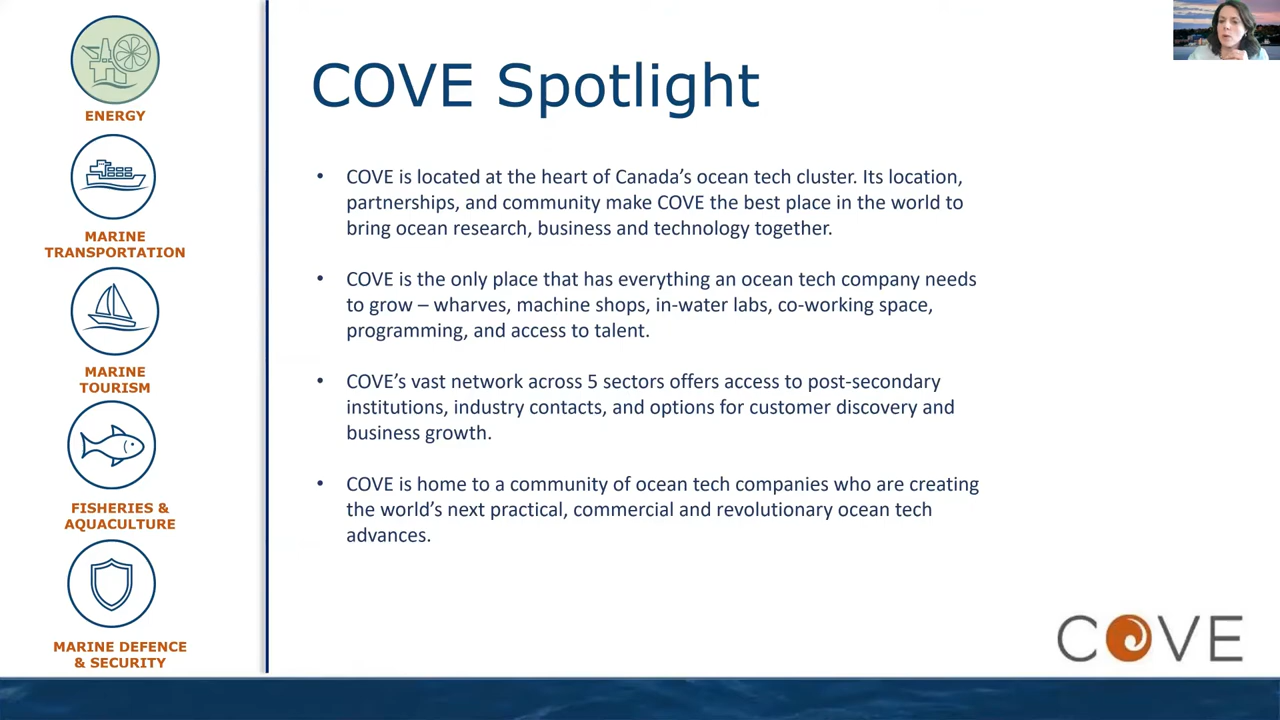 ENERGY
MARINE
TRANSPORTATION
MARINE
TOURISM
FISHERIES &
AQUACULTURE
MARINE DEFENCE
& SECURITY
COVE Spotlight
• COVE is located at the heart of Canada’s ocean tech cluster. Its location,
partnerships, and community make COVE the best place in the world to
bring ocean research, business and technology together.
• COVE is the only place that has everything an ocean tech company needs
to grow – wharves, machine shops, in-water labs, co-working space,
programming, and access to talent.
• COVE’s vast network across 5 sectors offers access to post-secondary
institutions, industry contacts, and options for customer discovery and
business growth.
• COVE is home to a community of ocean tech companies who are creating
the world’s next practical, commercial and revolutionary ocean tech
advances.
COVE